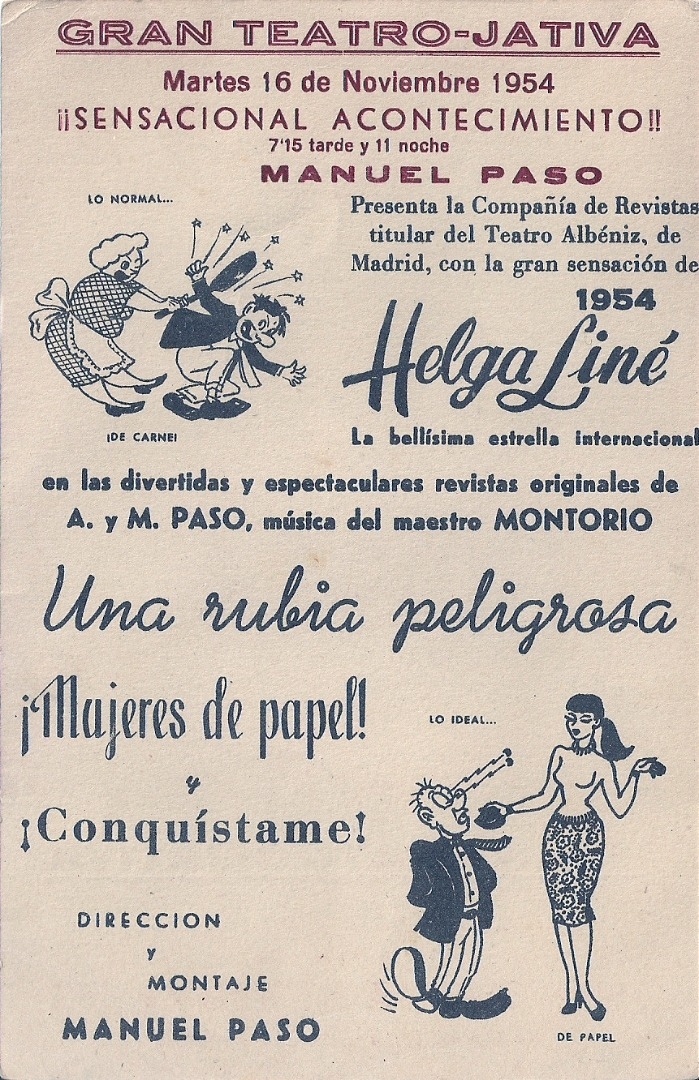 GRAN TEATRO-JATIVA
Martes 16 de Noviembre 1954
¡¡SENSACIONAL ACONTECIMIENTO!!
7'15 tarde y 11 noche
MANUEL PASO
LO NORMAL...
Presenta la Compañía de Revistas
titular del Teatro Albéniz, de
Madrid, con la gran sensación de
1954
Helga Liné
¡DE CARNE!
La bellísima estrella internacional
en las divertidas y espectaculares revistas originales de
A. y M. PASO, música del maestro MONTORIO
Una rubia peligrosa
¡Mujeres de papel!
LO IDEAL...
y
¡Conquístame!
DIRECCION
y
MONTAJE
MANUEL PASO
DE PAPEL